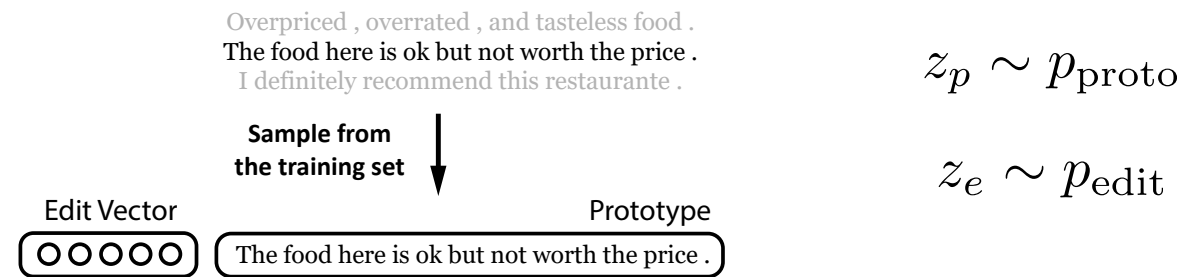 Overpriced , overrated , and tasteless food .
The food here is ok but not worth the price .
I definitely recommend this restaurante .
Sample from
the training set
Edit Vector
Prototype
The food here is ok but not worth the price .
z_p ∼ p_proto
z_e ∼ p_edit